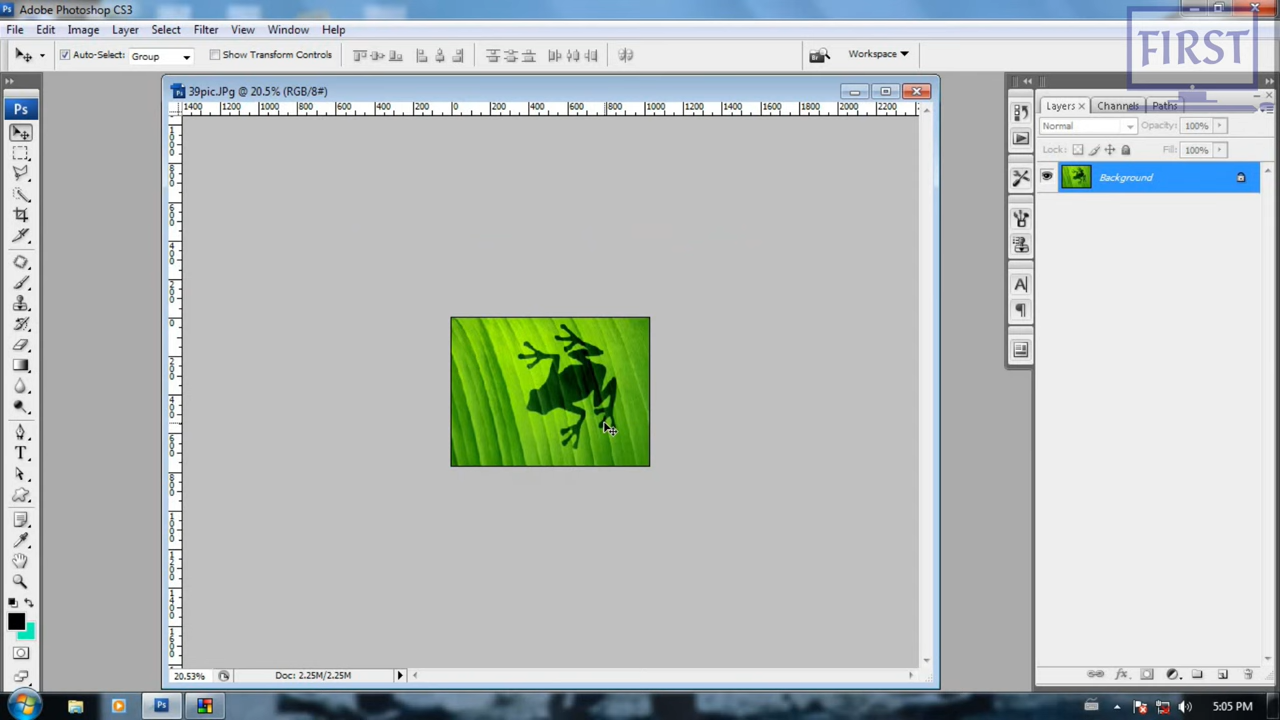 Adobe Photoshop CS3
FIRST
File Edit Image Layer Select Filter View Window Help
Auto-Select: Group Show Transform Controls Workspace
39pic.JPg @ 20.5% (RGB/8#)
1400 1200 1000 800 600 400 200 0 200 400 600 800 1000 1200 1400 1600 1800 2000 2200
Ps
Layers Channels Paths
Normal Opacity: 100%
Lock: Fill: 100%
Background
20.53% Doc: 2.25M/2.25M
5:05 PM